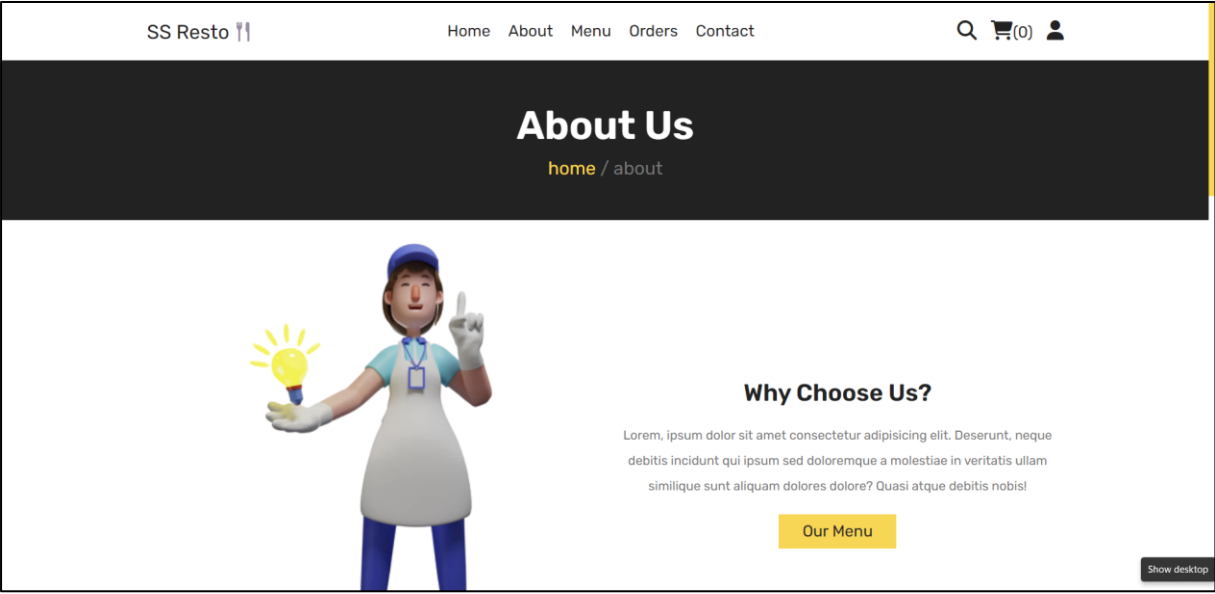 SS Resto
Home About Menu Orders Contact
(0)
About Us
home / about
Why Choose Us?
Lorem, ipsum dolor sit amet consectetur adipisicing elit. Deserunt, neque
debitis incidunt qui ipsum sed doloremque a molestiae in veritatis ullam
similique sunt aliquam dolores dolore? Quasi atque debitis nobis!
Our Menu
Show desktop